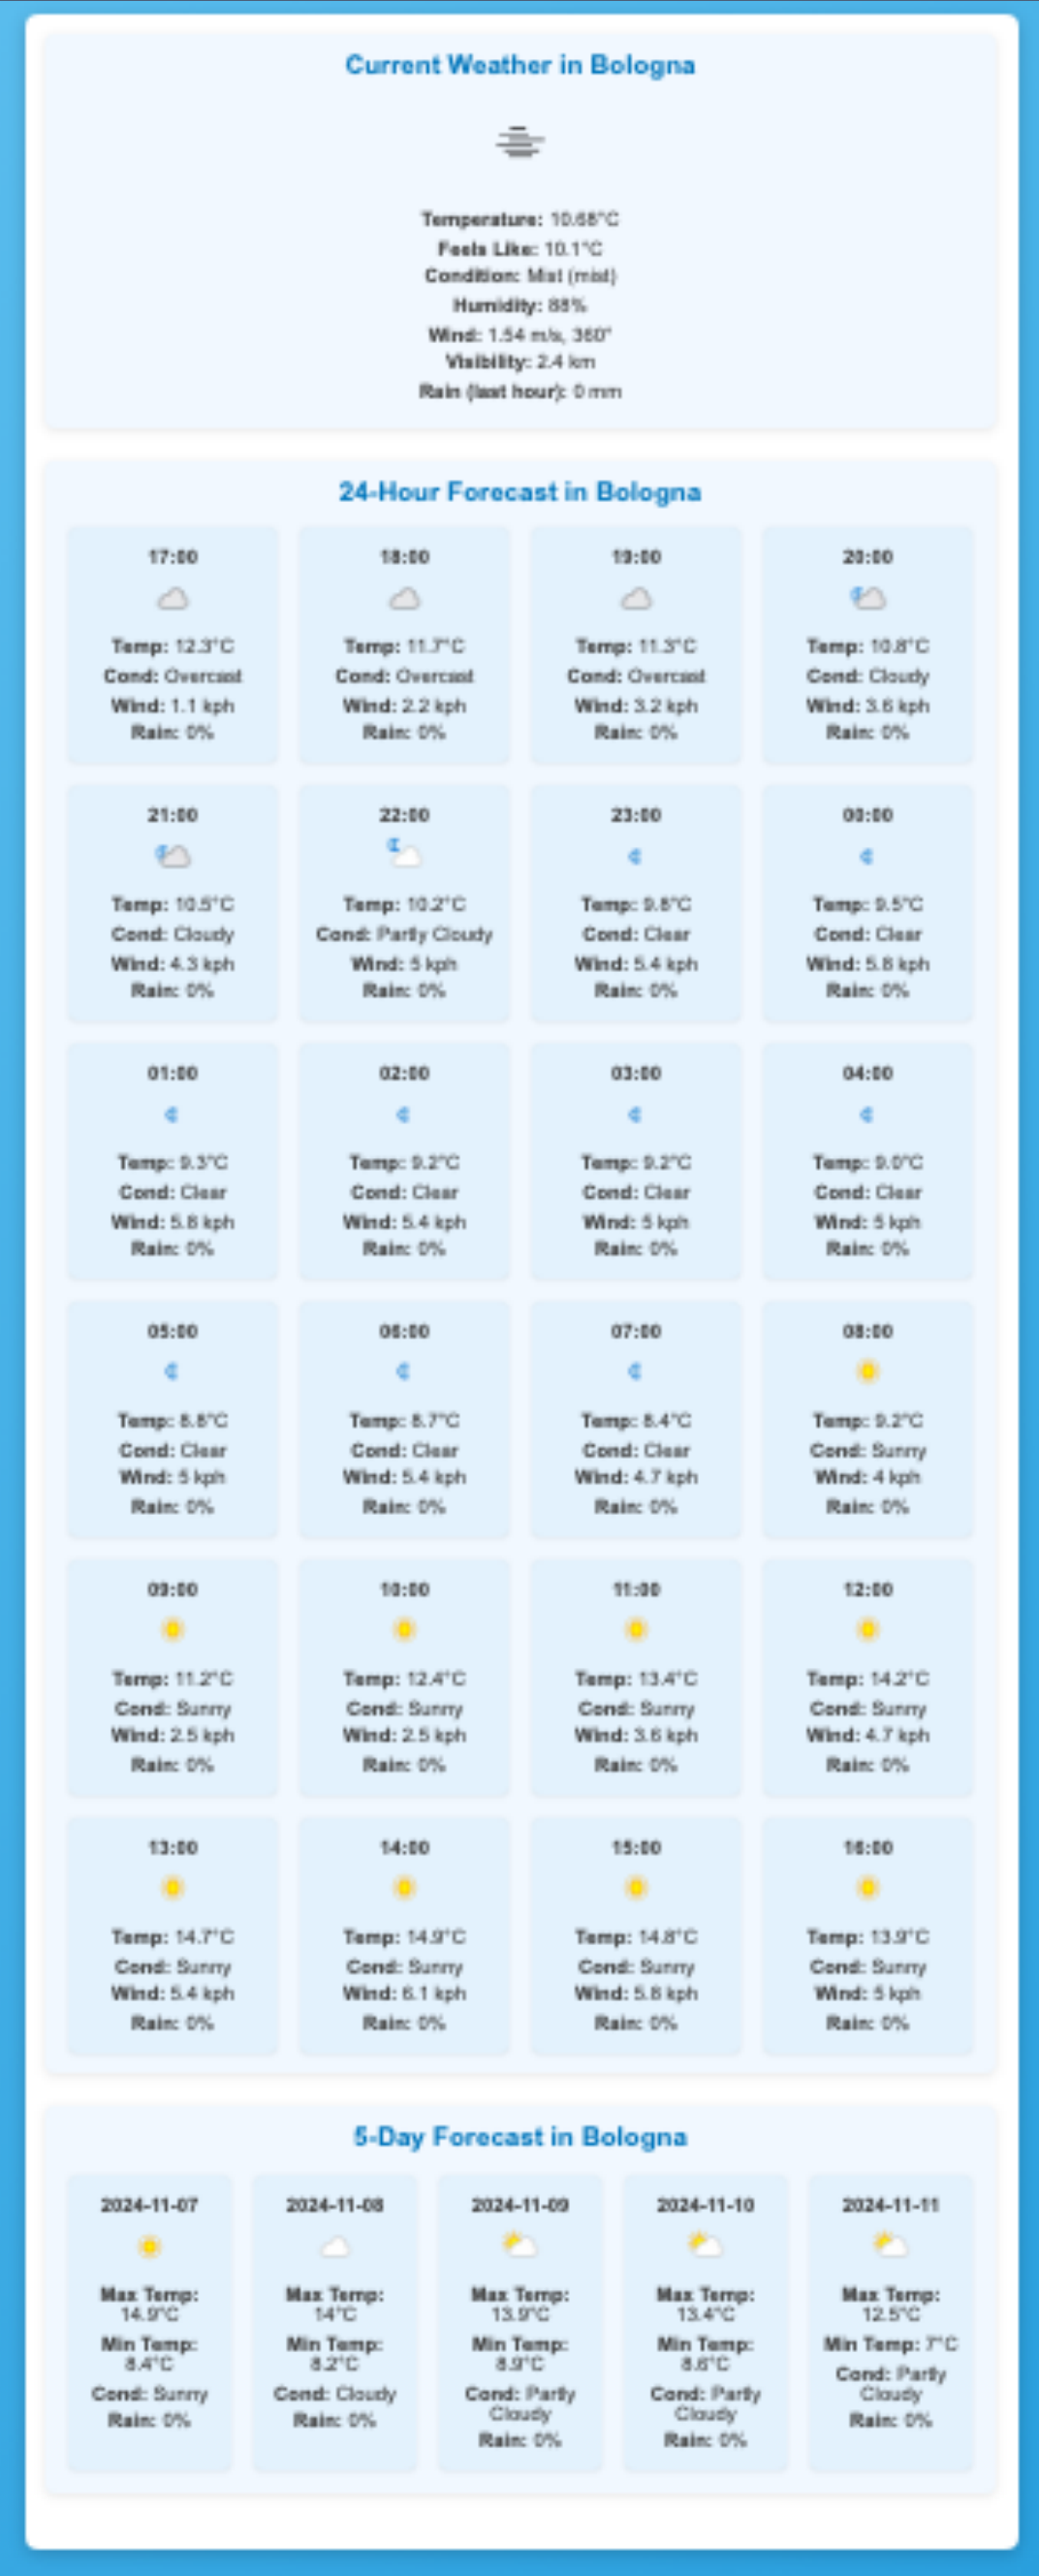 Current Weather in Bologna
Temperature: 10.68°C
Feels Like: 10.1°C
Condition: Mist (mist)
Humidity: 88%
Wind: 1.54 m/s, 360°
Visibility: 2.4 km
Rain (last hour): 0 mm
24-Hour Forecast in Bologna
17:00
Temp: 12.3°C
Cond: Overcast
Wind: 1.1 kph
Rain: 0%
18:00
Temp: 11.7°C
Cond: Overcast
Wind: 2.2 kph
Rain: 0%
19:00
Temp: 11.3°C
Cond: Overcast
Wind: 3.2 kph
Rain: 0%
20:00
Temp: 10.8°C
Cond: Cloudy
Wind: 3.6 kph
Rain: 0%
21:00
Temp: 10.5°C
Cond: Cloudy
Wind: 4.3 kph
Rain: 0%
22:00
Temp: 10.2°C
Cond: Partly Cloudy
Wind: 5 kph
Rain: 0%
23:00
Temp: 9.8°C
Cond: Clear
Wind: 5.4 kph
Rain: 0%
00:00
Temp: 9.5°C
Cond: Clear
Wind: 5.8 kph
Rain: 0%
01:00
Temp: 9.3°C
Cond: Clear
Wind: 5.8 kph
Rain: 0%
02:00
Temp: 9.2°C
Cond: Clear
Wind: 5.4 kph
Rain: 0%
03:00
Temp: 9.2°C
Cond: Clear
Wind: 5 kph
Rain: 0%
04:00
Temp: 9.0°C
Cond: Clear
Wind: 5 kph
Rain: 0%
05:00
Temp: 8.8°C
Cond: Clear
Wind: 5 kph
Rain: 0%
06:00
Temp: 8.7°C
Cond: Clear
Wind: 5.4 kph
Rain: 0%
07:00
Temp: 8.4°C
Cond: Clear
Wind: 4.7 kph
Rain: 0%
08:00
Temp: 9.2°C
Cond: Sunny
Wind: 4 kph
Rain: 0%
09:00
Temp: 11.2°C
Cond: Sunny
Wind: 2.5 kph
Rain: 0%
10:00
Temp: 12.4°C
Cond: Sunny
Wind: 2.5 kph
Rain: 0%
11:00
Temp: 13.4°C
Cond: Sunny
Wind: 3.6 kph
Rain: 0%
12:00
Temp: 14.2°C
Cond: Sunny
Wind: 4.7 kph
Rain: 0%
13:00
Temp: 14.7°C
Cond: Sunny
Wind: 5.4 kph
Rain: 0%
14:00
Temp: 14.9°C
Cond: Sunny
Wind: 6.1 kph
Rain: 0%
15:00
Temp: 14.8°C
Cond: Sunny
Wind: 5.8 kph
Rain: 0%
16:00
Temp: 13.9°C
Cond: Sunny
Wind: 5 kph
Rain: 0%
5-Day Forecast in Bologna
2024-11-07
Max Temp:
14.9°C
Min Temp:
8.4°C
Cond: Sunny
Rain: 0%
2024-11-08
Max Temp:
14°C
Min Temp:
8.2°C
Cond: Cloudy
Rain: 0%
2024-11-09
Max Temp:
13.9°C
Min Temp:
8.9°C
Cond: Partly
Cloudy
Rain: 0%
2024-11-10
Max Temp:
13.4°C
Min Temp:
8.6°C
Cond: Partly
Cloudy
Rain: 0%
2024-11-11
Max Temp:
12.5°C
Min Temp: 7°C
Cond: Partly
Cloudy
Rain: 0%